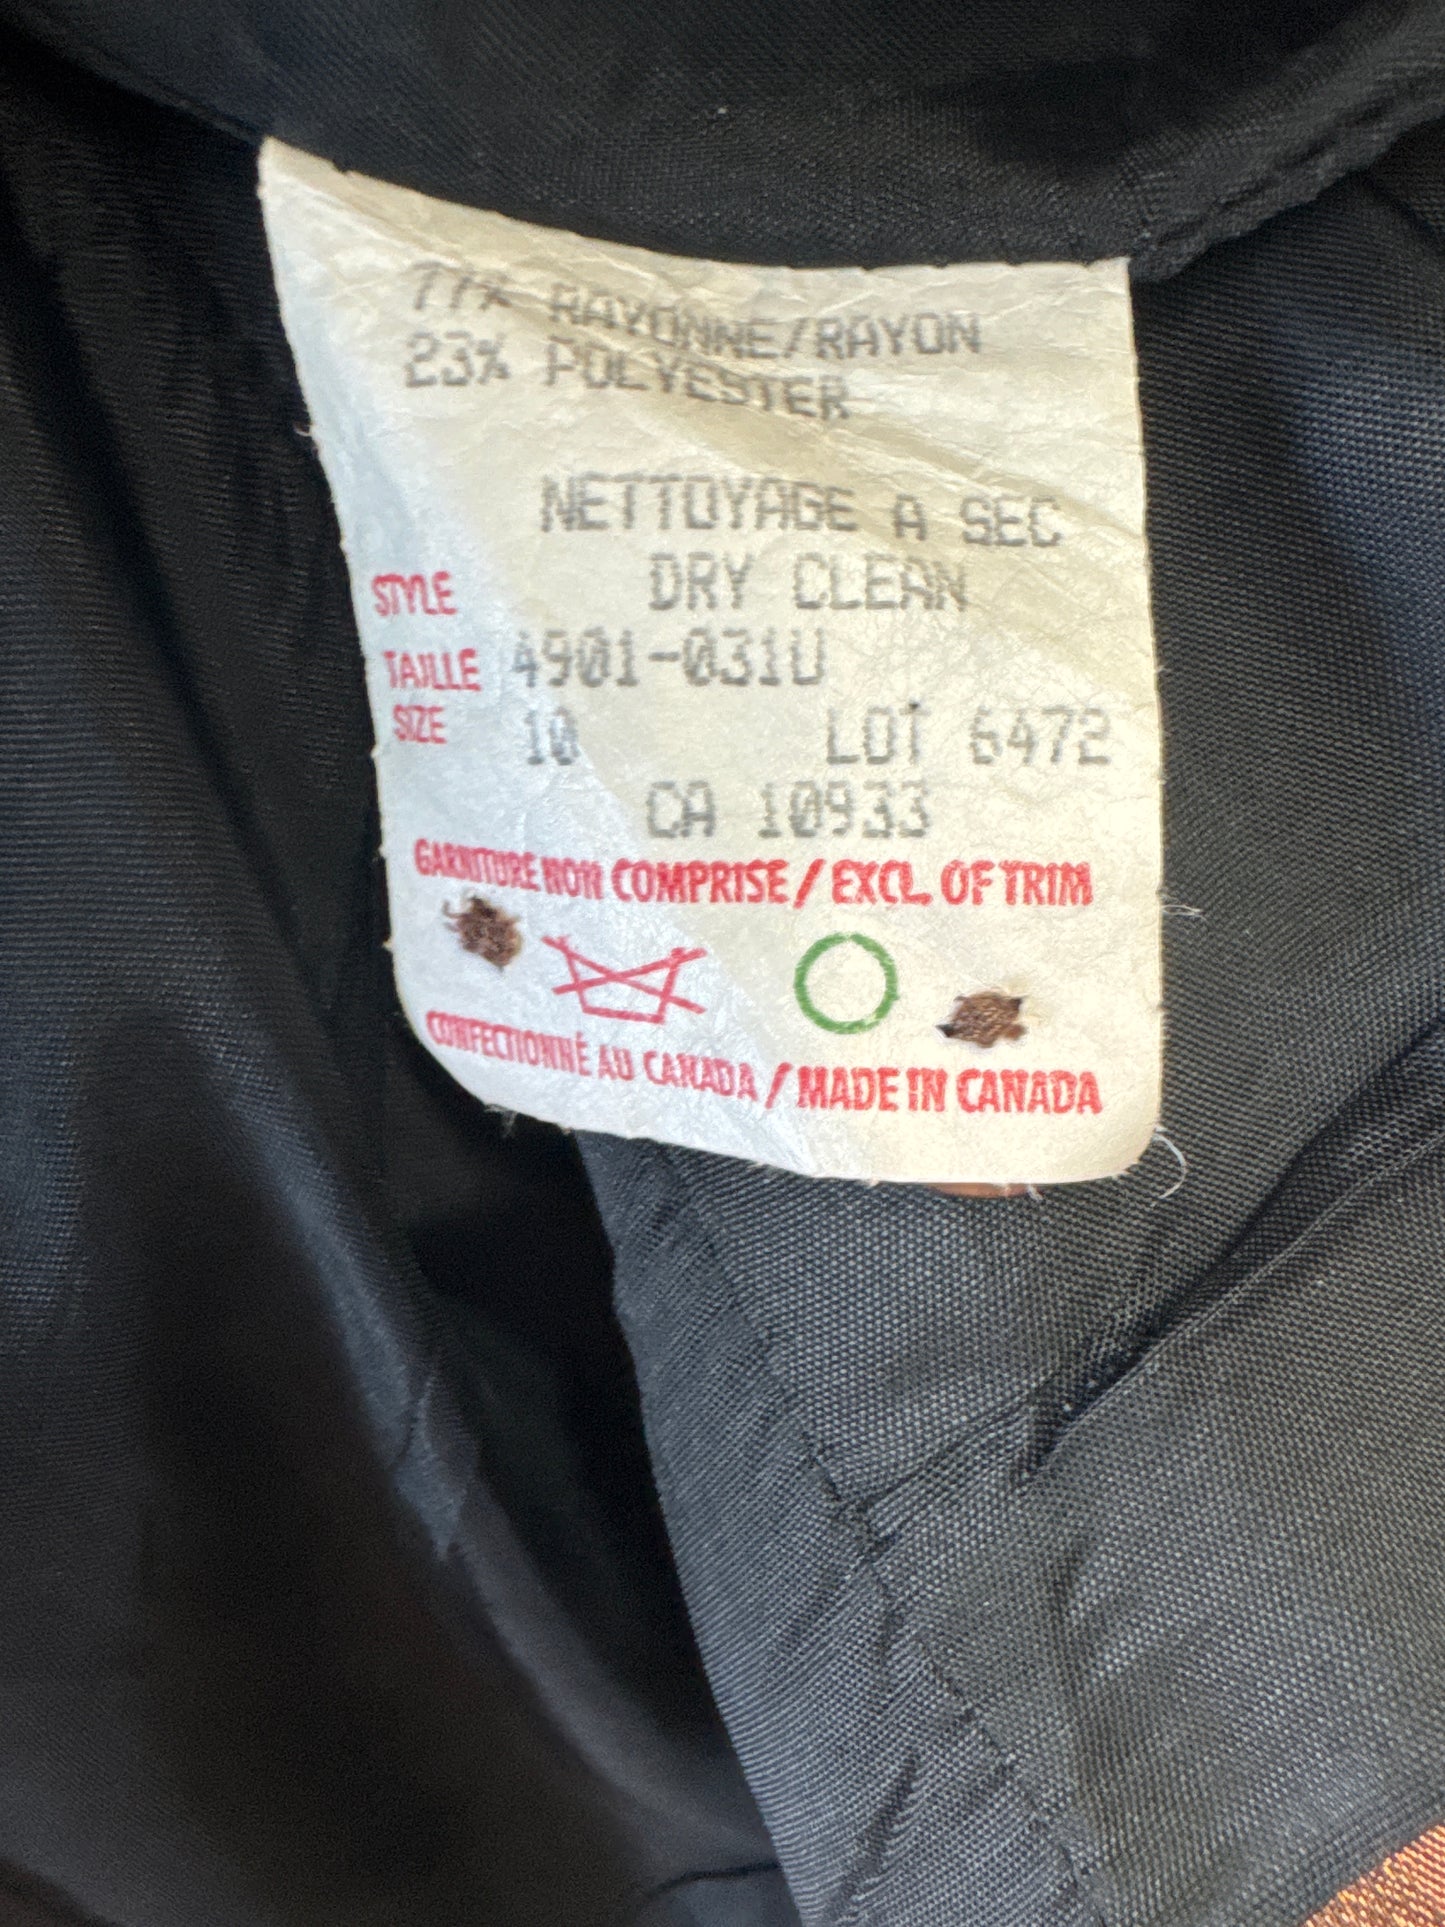 77% RAYONNE/RAYON
23% POLYESTER
NETTOYAGE A SEC
STYLE DRY CLEAN
TAILLE 4901-031U
SIZE 10 LOT 6472
CA 10933
GARNITURE NON COMPRISE / EXCL. OF TRIM
CONFECTIONNÉ AU CANADA / MADE IN CANADA